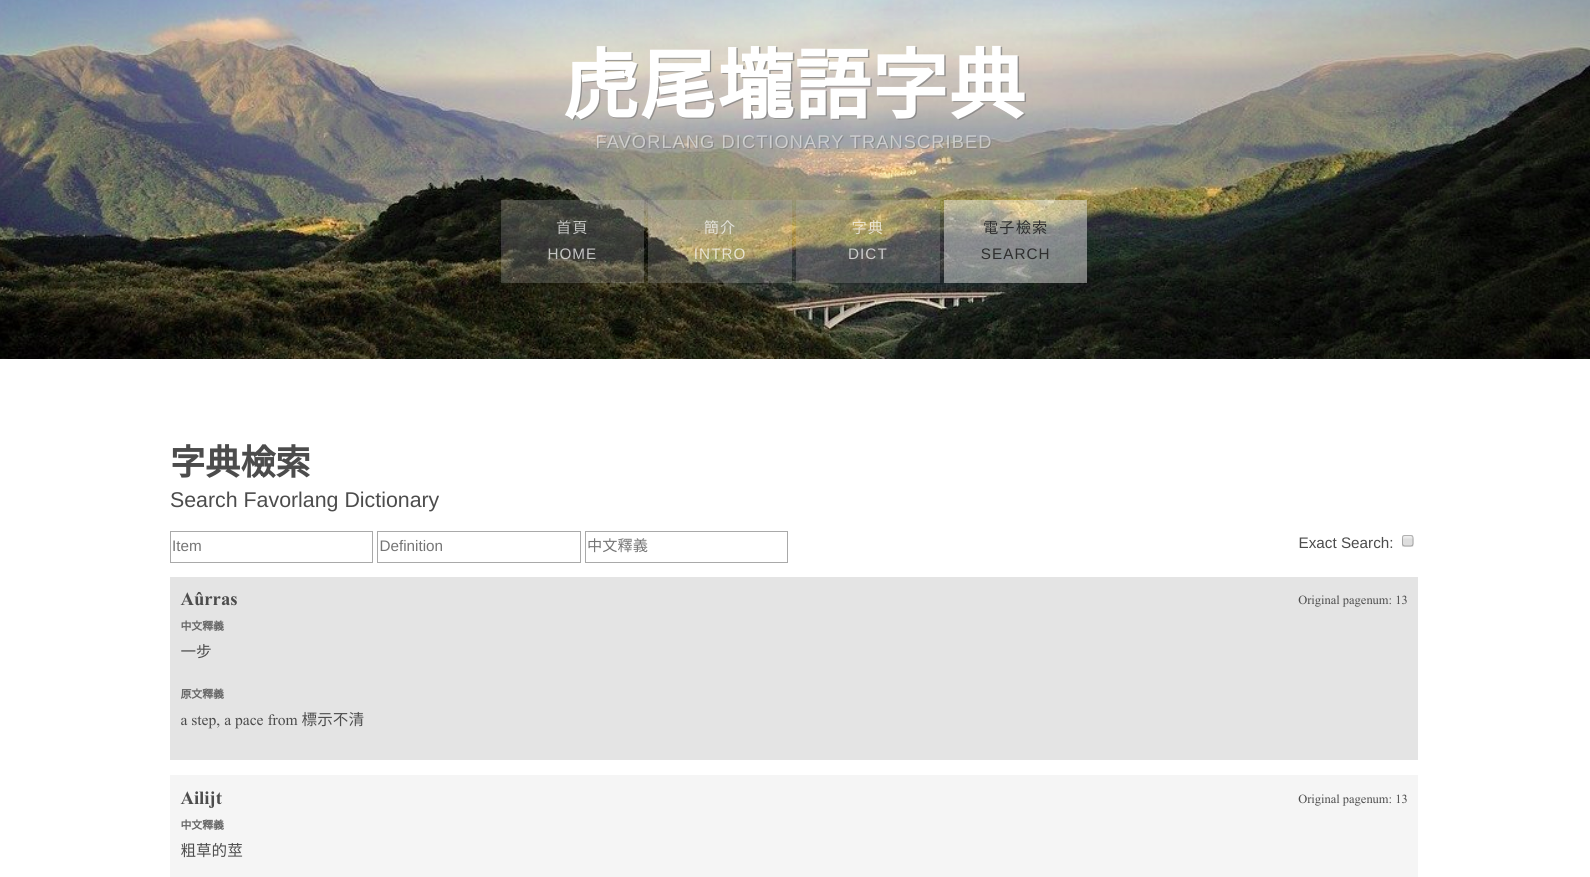 虎尾壠語字典
FAVORLANG DICTIONARY TRANSCRIBED
首頁 簡介 字典 電子檢索
HOME INTRO DICT SEARCH
字典檢索
Search Favorlang Dictionary
Item Definition 中文釋義 Exact Search:
Aûrras Original pagenum: 13
中文釋義
一步
原文釋義
a step, a pace from 標示不清
Ailijt Original pagenum: 13
中文釋義
粗草的莖